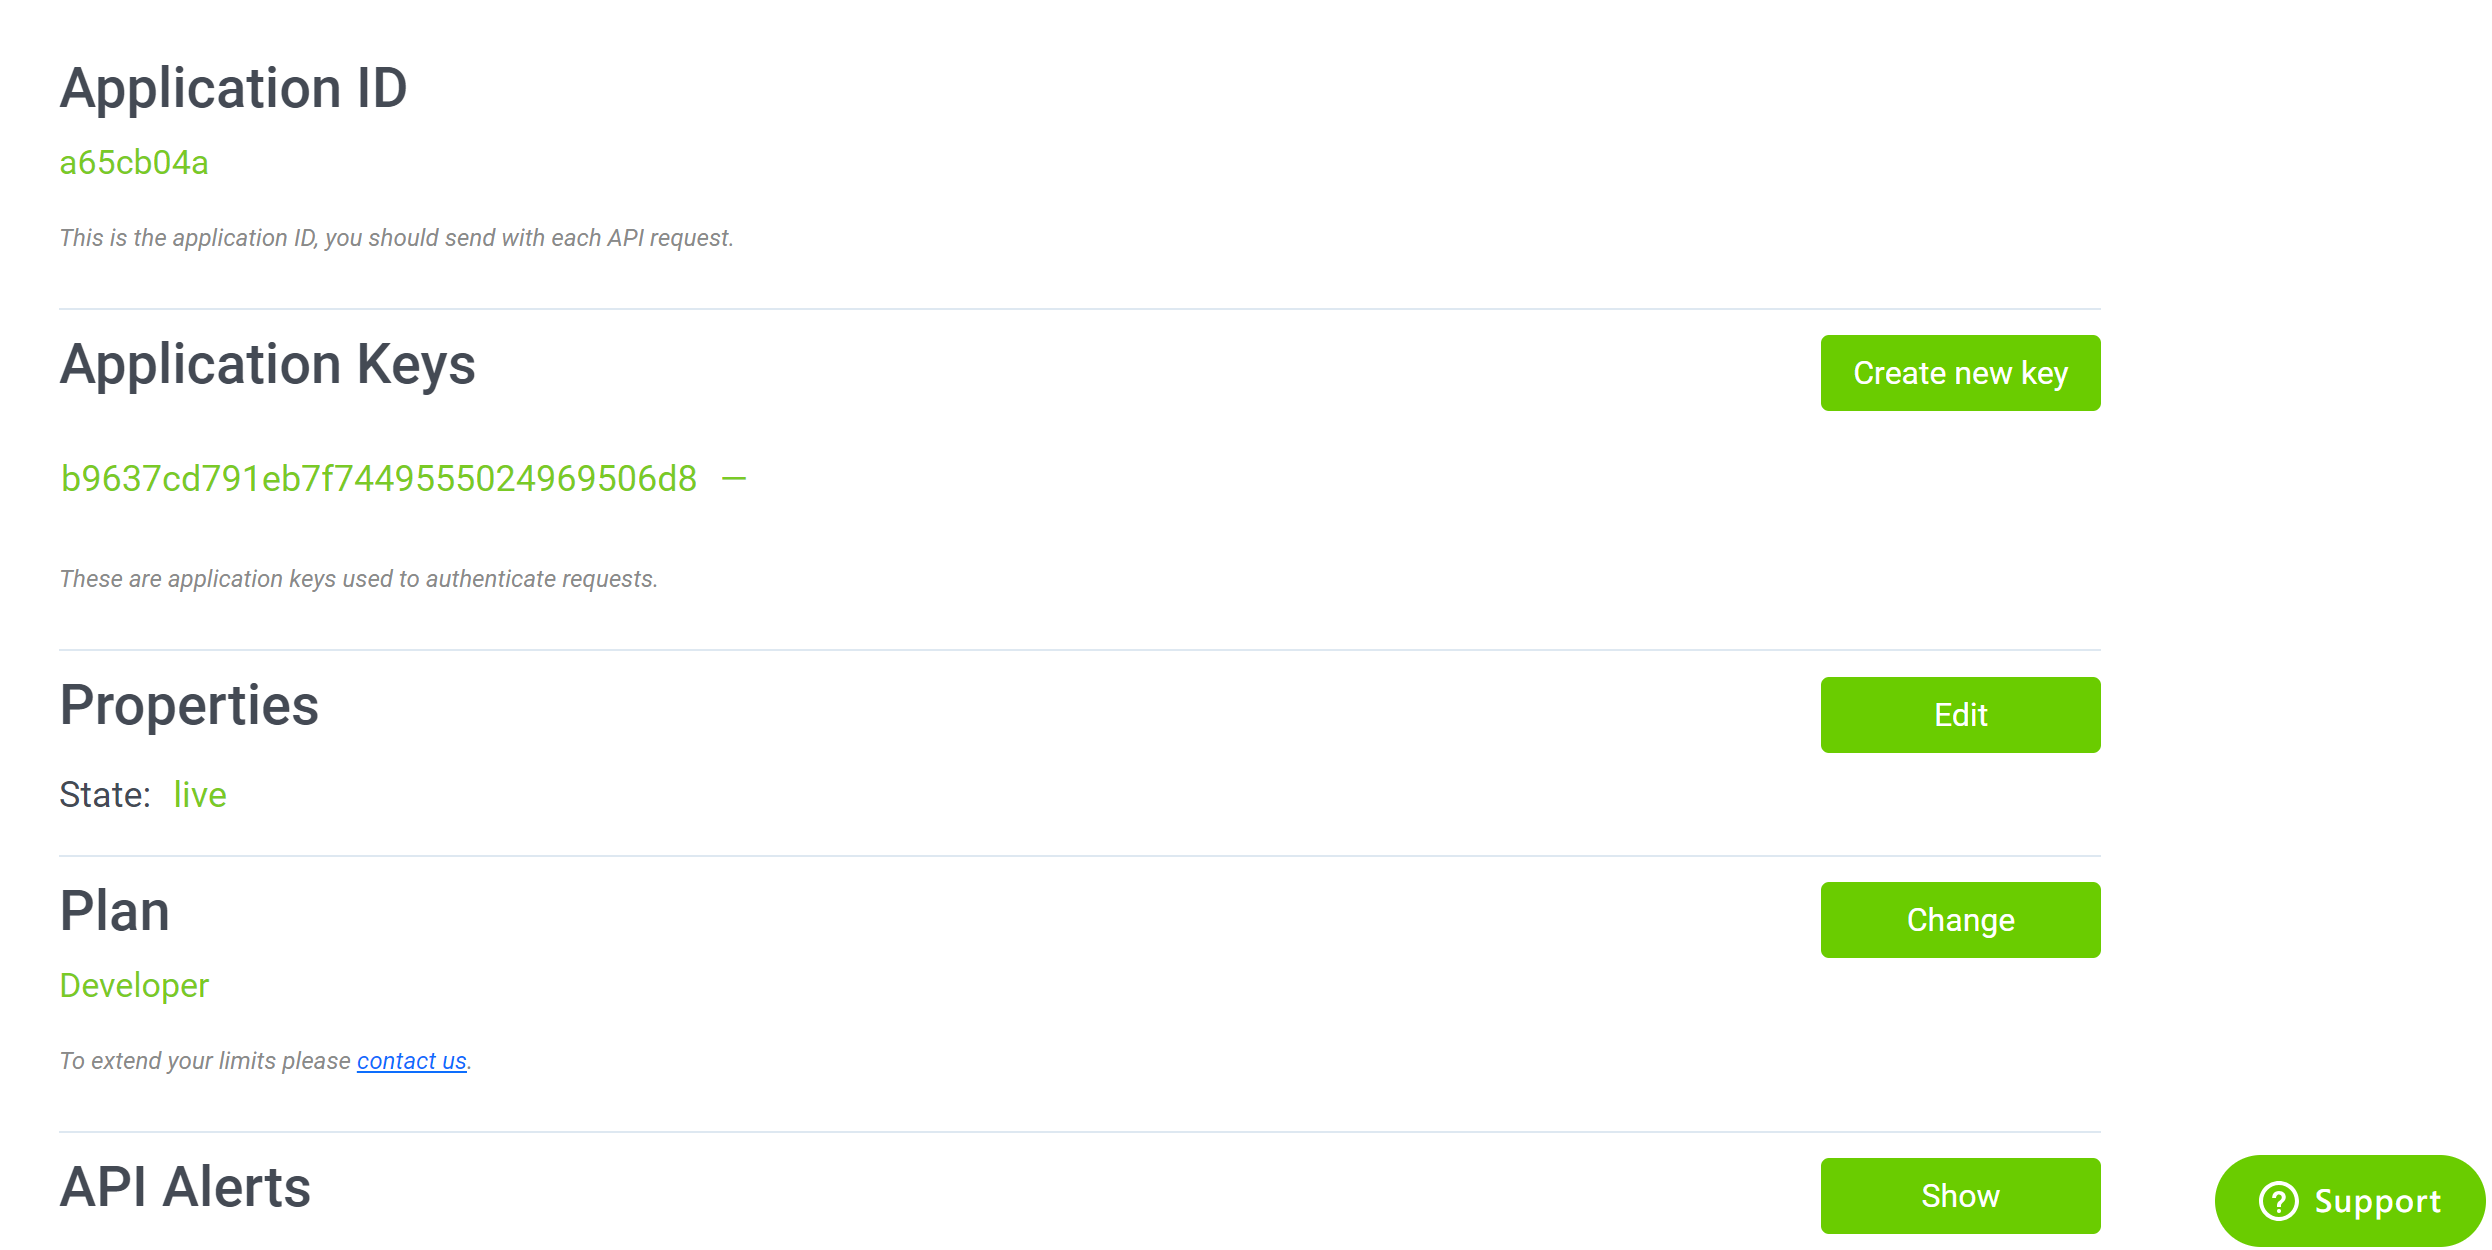 Application ID
a65cb04a
This is the application ID, you should send with each API request.
Application Keys
Create new key
b9637cd791eb7f7449555024969506d8 —
These are application keys used to authenticate requests.
Properties
Edit
State: live
Plan
Change
Developer
To extend your limits please contact us.
API Alerts
Show
Support